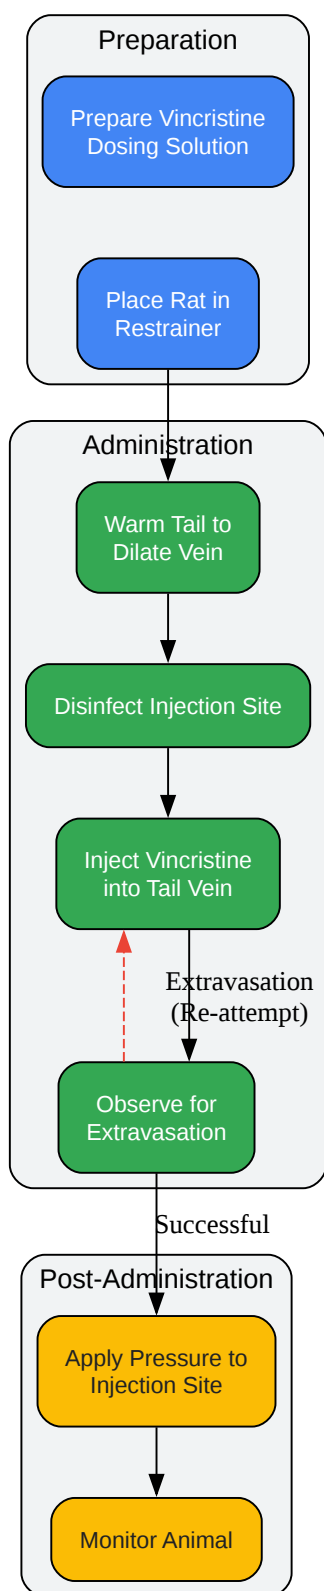 Preparation
Prepare Vincristine
Dosing Solution
Place Rat in
Restrainer
Administration
Warm Tail to
Dilate Vein
Disinfect Injection Site
Inject Vincristine
into Tail Vein
Extravasation
(Re-attempt)
Observe for
Extravasation
Successful
Post-Administration
Apply Pressure to
Injection Site
Monitor Animal